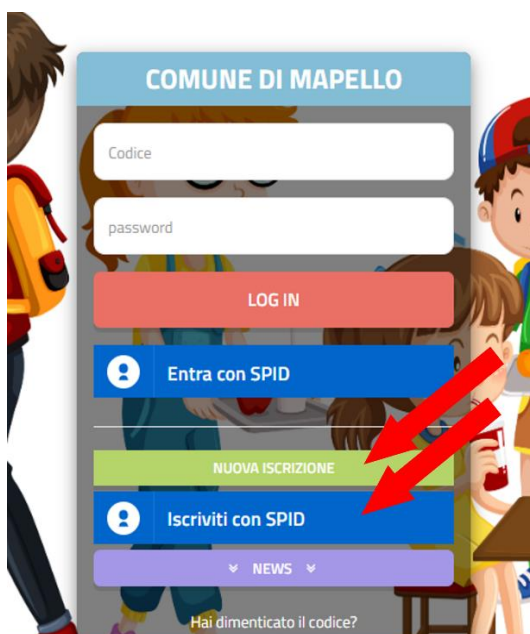 COMUNE DI MAPELLO
Codice
password
LOG IN
Entra con SPID
NUOVA ISCRIZIONE
Iscriviti con SPID
NEWS
Hai dimenticato il codice?